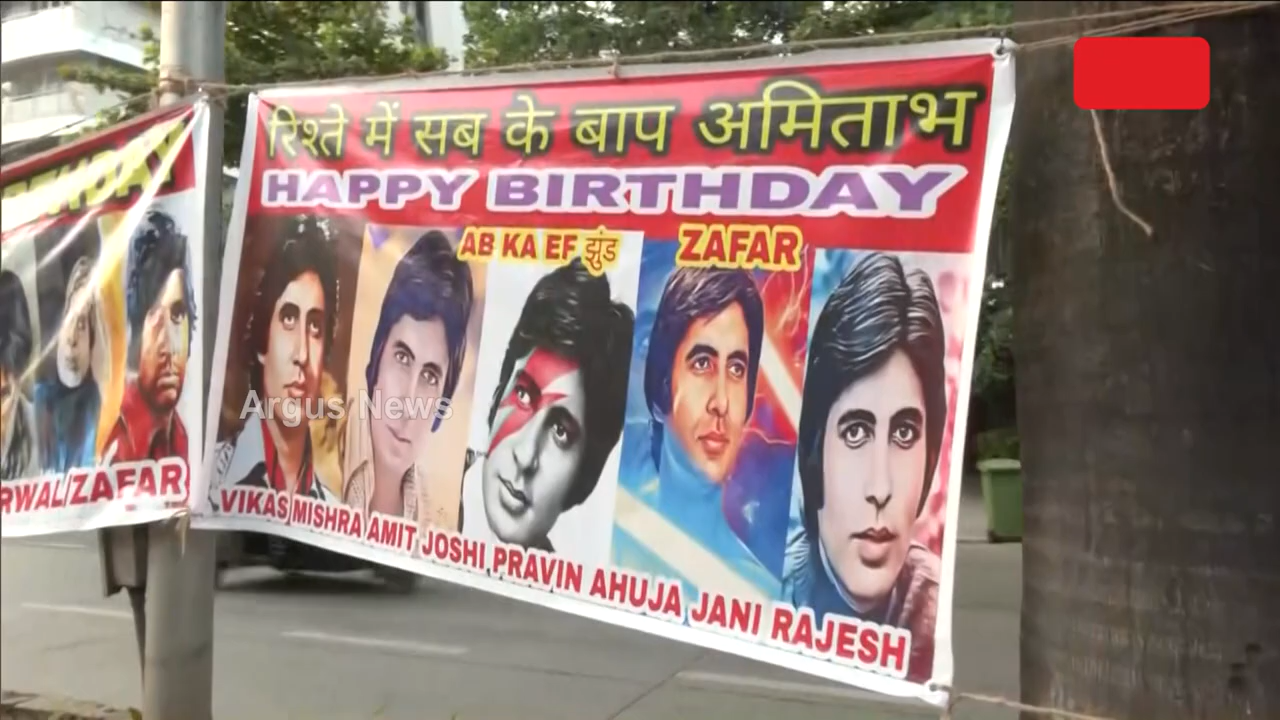 रिश्ते में सब के बाप अमिताभ
HAPPY BIRTHDAY
AB KA EF झुंड
ZAFAR
Argus News
VIKAS MISHRA AMIT JOSHI PRAVIN AHUJA JANI RAJESH
RWAL/ZAFAR